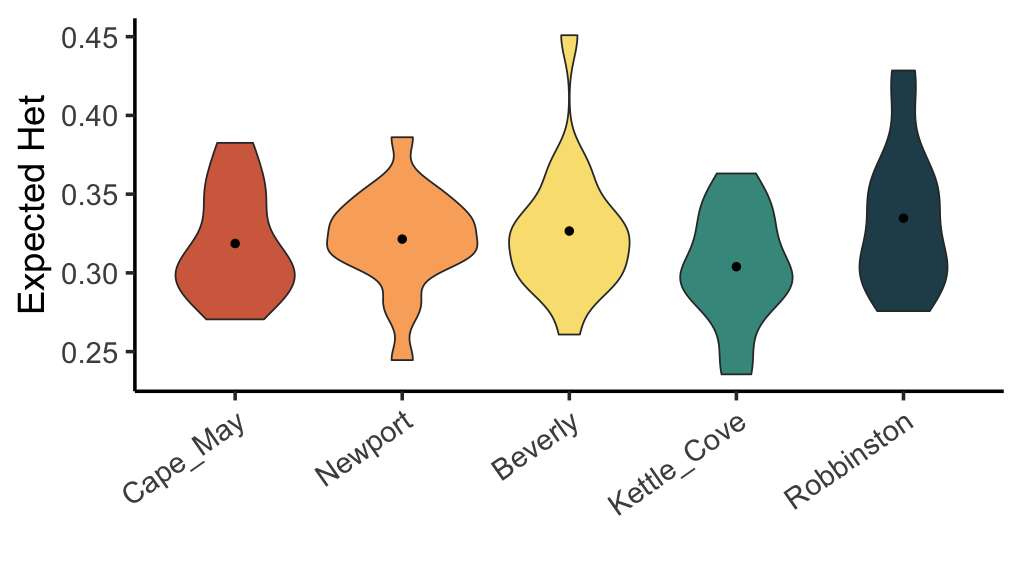 Expected Het
0.45
0.40
0.35
0.30
0.25
Cape_May
Newport
Beverly
Kettle_Cove
Robbinston